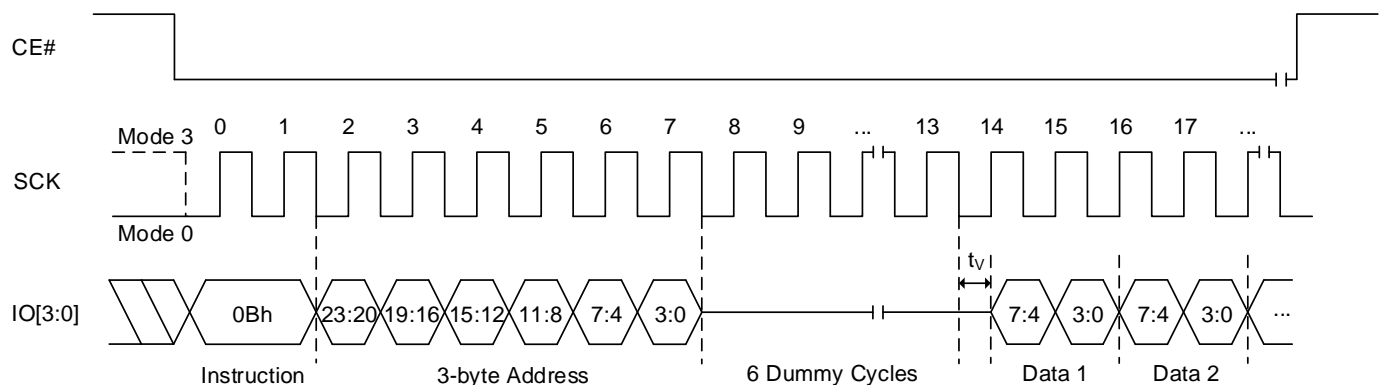 CE#
Mode 3
0 1 2 3 4 5 6 7 8 9 ... 13 14 15 16 17 ...
SCK
Mode 0
tV
IO[3:0]
0Bh 23:20 19:16 15:12 11:8 7:4 3:0 7:4 3:0 7:4 3:0 ...
Instruction 3-byte Address 6 Dummy Cycles Data 1 Data 2